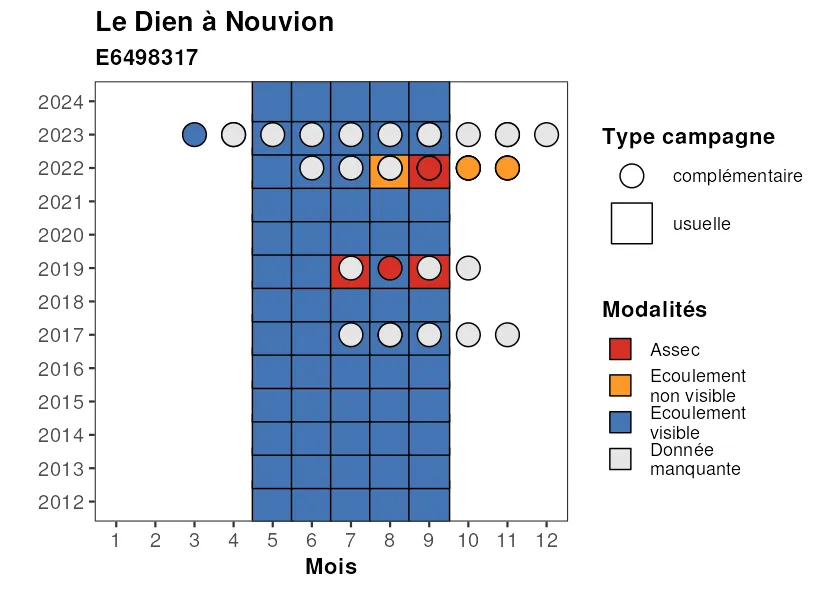 Le Dien à Nouvion
E6498317
2024
2023
2022
2021
2020
2019
2018
2017
2016
2015
2014
2013
2012
1 2 3 4 5 6 7 8 9 10 11 12
Mois
Type campagne
complémentaire
usuelle
Modalités
Assec
Ecoulement
non visible
Ecoulement
visible
Donnée
manquante